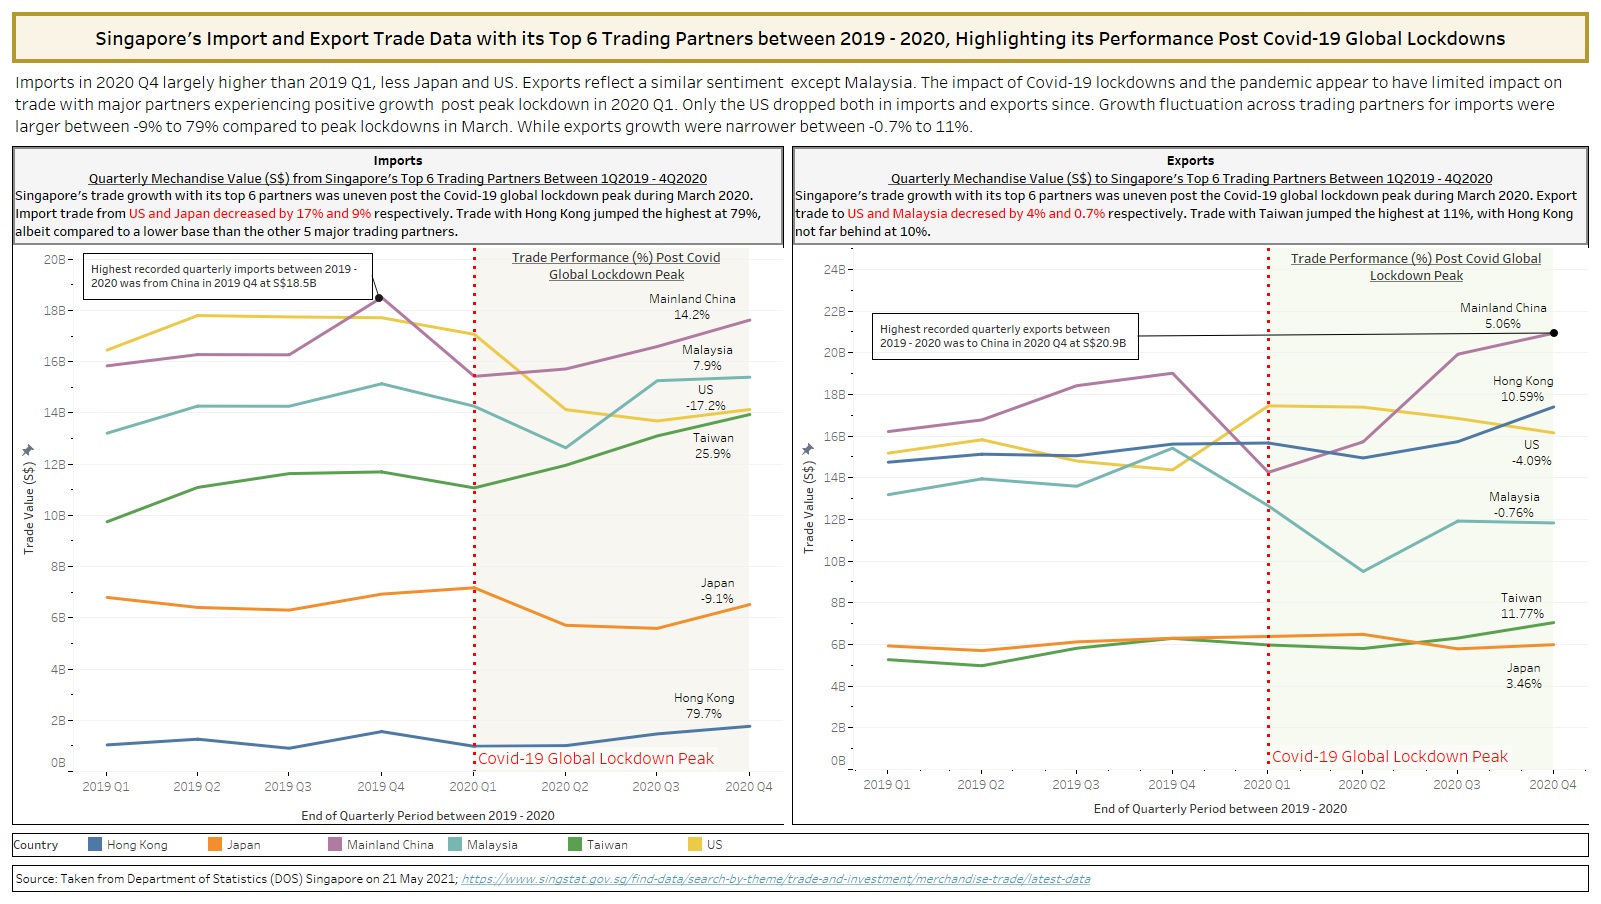 Singapore's Import and Export Trade Data with its Top 6 Trading Partners between 2019 - 2020, Highlighting its Performance Post Covid-19 Global Lockdowns
Imports in 2020 Q4 largely higher than 2019 Q1, less Japan and US. Exports reflect a similar sentiment except Malaysia. The impact of Covid-19 lockdowns and the pandemic appear to have limited impact on
trade with major partners experiencing positive growth post peak lockdown in 2020 Q1. Only the US dropped both in imports and exports since. Growth fluctuation across trading partners for imports were
larger between -9% to 79% compared to peak lockdowns in March. While exports growth were narrower between -0.7% to 11%.
Imports
Quarterly Mechandise Value (S$) from Singapore's Top 6 Trading Partners Between 1Q2019 - 4Q2020
Singapore's trade growth with its top 6 partners was uneven post the Covid-19 global lockdown peak during March 2020.
Import trade from US and Japan decreased by 17% and 9% respectively. Trade with Hong Kong jumped the highest at 79%,
albeit compared to a lower base than the other 5 major trading partners.
Trade Performance (%) Post Covid
Global Lockdown Peak
Highest recorded quarterly imports between 2019 -
2020 was from China in 2019 Q4 at S$18.5B
20B
18B
16B
14B
12B
10B
8B
6B
4B
2B
0B
Trade Value (S$)
Mainland China
14.2%
Malaysia
7.9%
US
-17.2%
Taiwan
25.9%
Japan
-9.1%
Hong Kong
79.7%
Covid-19 Global Lockdown Peak
2019 Q1
2019 Q2
2019 Q3
2019 Q4
2020 Q1
2020 Q2
2020 Q3
2020 Q4
End of Quarterly Period between 2019 - 2020
Exports
Quarterly Mechandise Value (S$) to Singapore's Top 6 Trading Partners Between 1Q2019 - 4Q2020
Singapore's trade growth with its top 6 partners was uneven post the Covid-19 global lockdown peak during March 2020. Export
trade to US and Malaysia decresed by 4% and 0.7% respectively. Trade with Taiwan jumped the highest at 11%, with Hong Kong
not far behind at 10%.
Trade Performance (%) Post Covid Global
Lockdown Peak
Highest recorded quarterly exports between
2019 - 2020 was to China in 2020 Q4 at S$20.9B
24B
22B
20B
18B
16B
14B
12B
10B
8B
6B
4B
2B
0B
Trade Value (S$)
Mainland China
5.06%
Hong Kong
10.59%
US
-4.09%
Malaysia
-0.76%
Taiwan
11.77%
Japan
3.46%
Covid-19 Global Lockdown Peak
2019 Q1
2019 Q2
2019 Q3
2019 Q4
2020 Q1
2020 Q2
2020 Q3
2020 Q4
End of Quarterly Period between 2019 - 2020
Country Hong Kong Japan Mainland China Malaysia Taiwan US
Source: Taken from Department of Statistics (DOS) Singapore on 21 May 2021; https://www.singstat.gov.sg/find-data/search-by-theme/trade-and-investment/merchandise-trade/latest-data